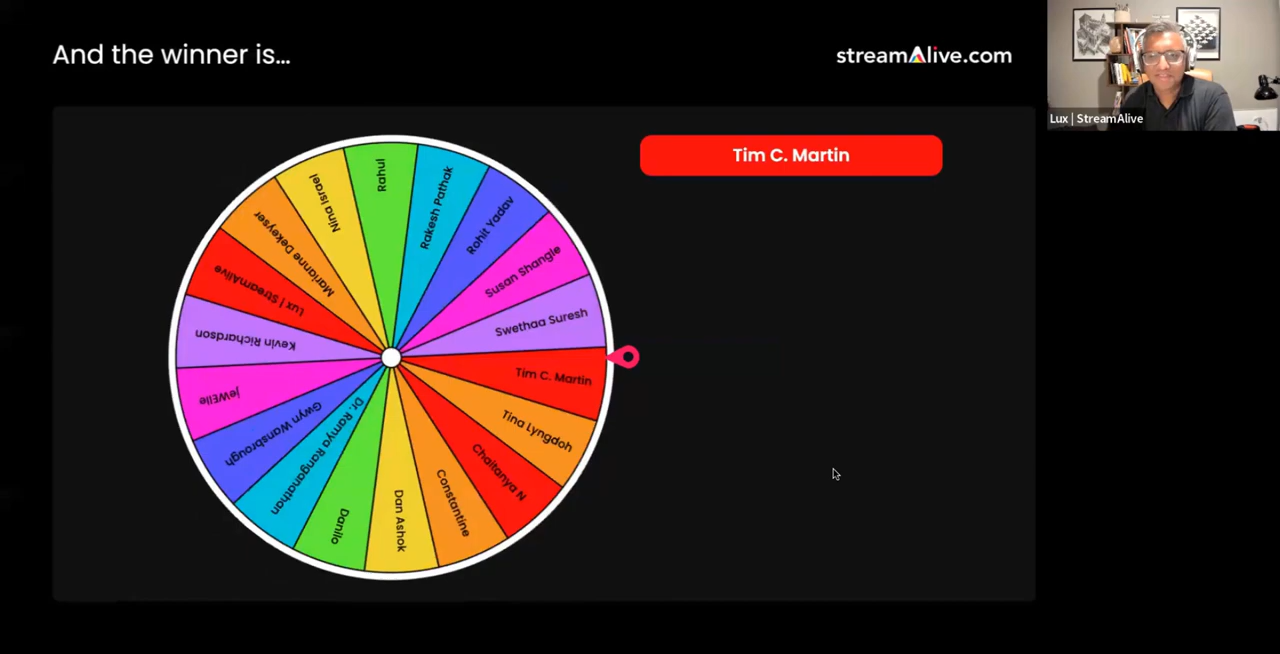 And the winner is...
streamAlive.com
Lux | StreamAlive
Tim C. Martin
Rahul
Rakesh Pathak
Rohit Yadav
Susan Shangle
Swethaa Suresh
Tim C. Martin
Tina Lyngdoh
Chaitanya N
Constantine
Dan Ashok
Danilo
Dr. Ramya Ranganathan
Gwyn Wansbrough
jeWElle
Kevin Richardson
Lux | StreamAlive
Marianne Dekeyser
Nina Israel